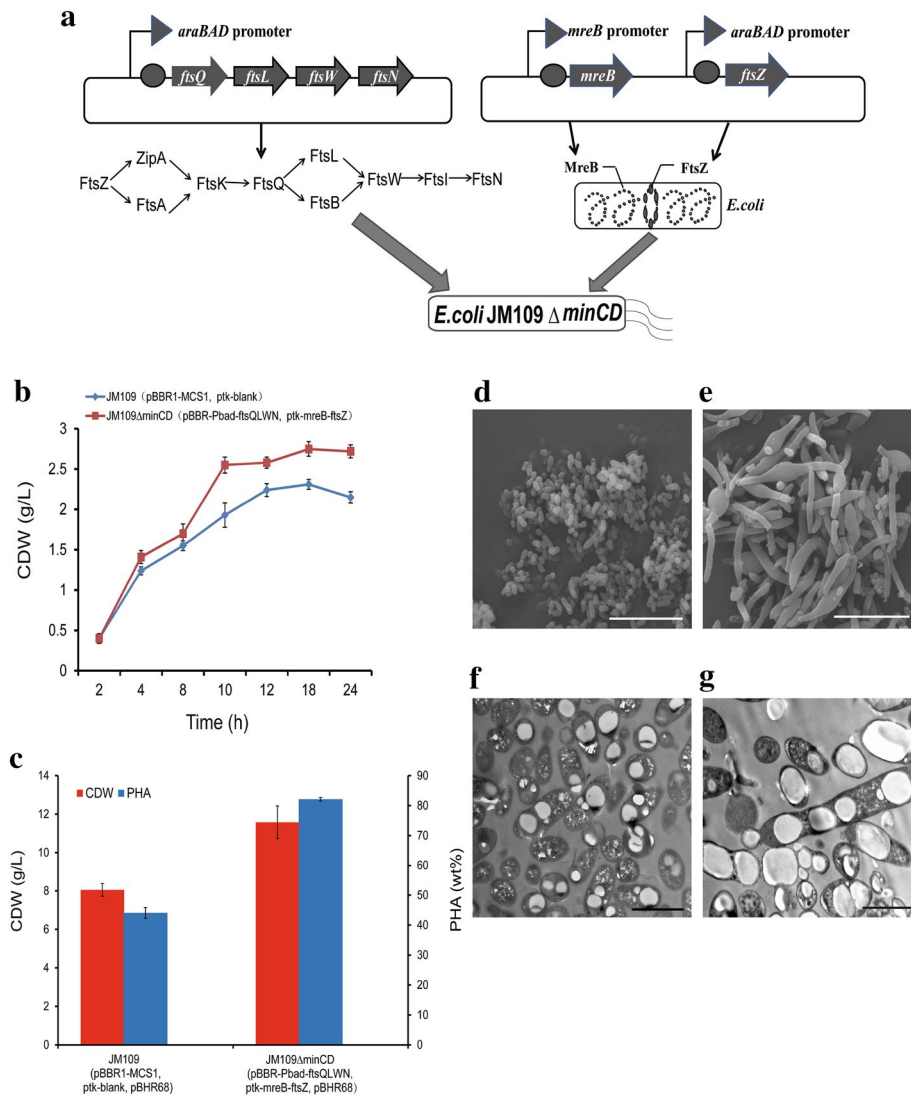 a
araBAD promoter
ftsQ ftsL ftsW ftsN
mreB promoter araBAD promoter
mreB ftsZ
FtsZ ZipA FtsA FtsK FtsQ FtsL FtsB FtsW FtsI FtsN
MreB FtsZ
E.coli
E.coli JM109 Δ minCD
b
JM109 (pBBR1-MCS1, ptk-blank)
JM109ΔminCD (pBBR-Pbad-ftsQLWN, ptk-mreB-ftsZ)
CDW (g/L)
3
2.5
2
1.5
1
0.5
0
2 4 8 10 12 18 24
Time (h)
c
CDW PHA
CDW (g/L)
14
12
10
8
6
4
2
0
PHA (wt%)
90
80
70
60
50
40
30
20
10
0
JM109
(pBBR1-MCS1,
ptk-blank, pBHR68)
JM109ΔminCD
(pBBR-Pbad-ftsQLWN,
ptk-mreB-ftsZ, pBHR68)
d
e
f
g